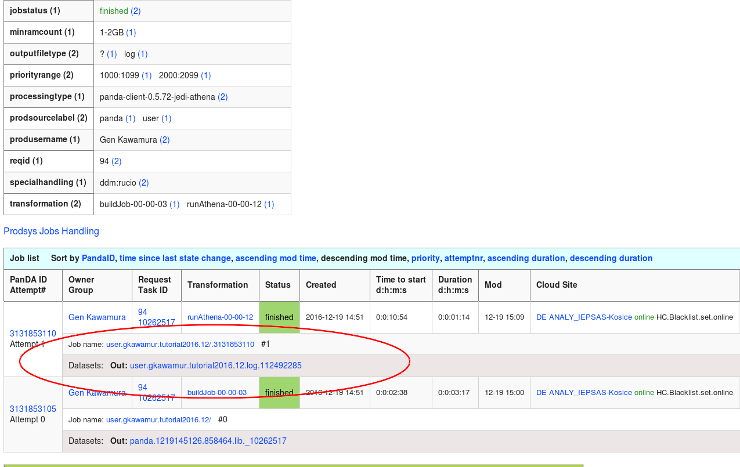 jobstatus (1) finished (2)
minramcount (1) 1-2GB (1)
outputfiletype (2) ? (1) log (1)
priorityrange (2) 1000:1099 (1) 2000:2099 (1)
processingtype (1) panda-client-0.5.72-jedi-athena (2)
prodsourcelabel (2) panda (1) user (1)
produsername (1) Gen Kawamura (2)
reqid (1) 94 (2)
specialhandling (1) ddm:rucio (2)
transformation (2) buildJob-00-00-03 (1) runAthena-00-00-12 (1)
Prodsys Jobs Handling
Job list Sort by PandaID, time since last state change, ascending mod time, descending mod time, priority, attemptnr, ascending duration, descending duration
PanDA ID Owner Request Transformation Status Created Time to start Duration Mod Cloud Site
Attempt# Group Task ID d:h:m:s d:h:m:s
3131853110 Gen Kawamura 94 runAthena-00-00-12 finished 2016-12-19 14:51 0:0:10:54 0:0:01:14 12-19 15:09 DE ANALY_IEPSAS-Kosice online HC.Blacklist.set.online
10262517
Attempt 1 Job name: user.gkawamur.tutorial2016.12/.3131853110 #1
Datasets: Out: user.gkawamur.tutorial2016.12.log.112492285
3131853105 Gen Kawamura 94 buildJob-00-00-03 finished 2016-12-19 14:51 0:0:02:38 0:0:03:17 12-19 15:00 DE ANALY_IEPSAS-Kosice online HC.Blacklist.set.online
10262517
Attempt 0 Job name: user.gkawamur.tutorial2016.12/ #0
Datasets: Out: panda.1219145126.858464.lib._10262517